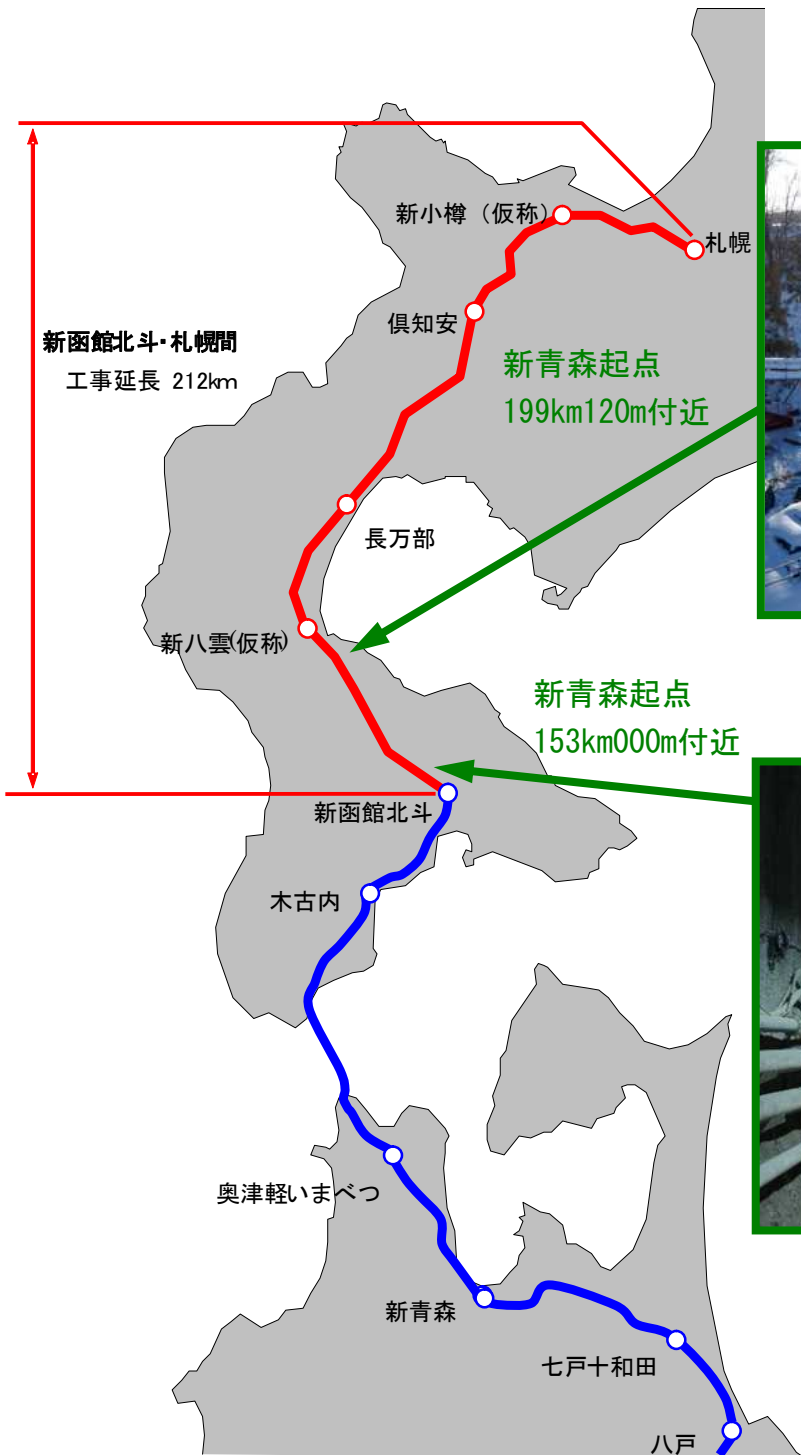 新小樽（仮称）
札幌
倶知安
新函館北斗・札幌間
工事延長 212km
新青森起点
199km120m付近
長万部
新八雲(仮称)
新青森起点
153km000m付近
新函館北斗
木古内
奥津軽いまべつ
新青森
七戸十和田
八戸